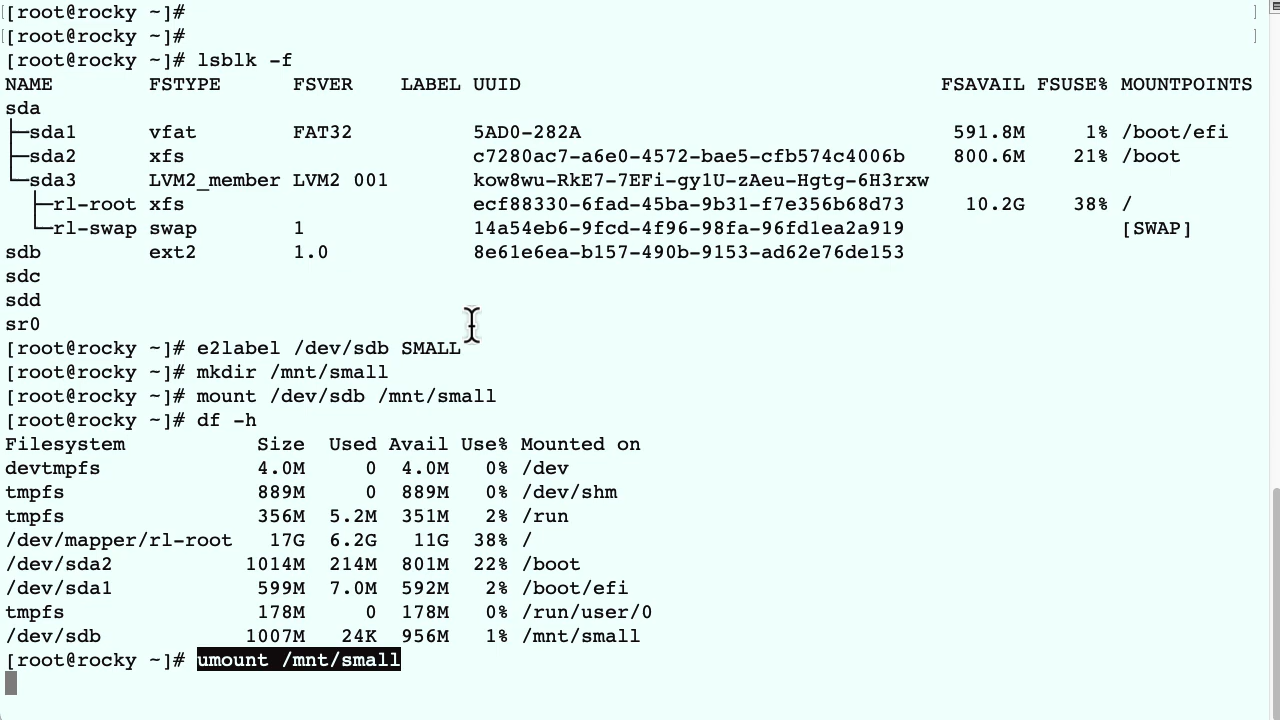 [root@rocky ~]#
[root@rocky ~]#
[root@rocky ~]# lsblk -f
NAME FSTYPE FSVER LABEL UUID FSAVAIL FSUSE% MOUNTPOINTS
sda
├─sda1 vfat FAT32 5AD0-282A 591.8M 1% /boot/efi
├─sda2 xfs c7280ac7-a6e0-4572-bae5-cfb574c4006b 800.6M 21% /boot
└─sda3 LVM2_member LVM2 001 kow8wu-RkE7-7EFi-gy1U-zAeu-Hgtg-6H3rxw
├─rl-root xfs ecf88330-6fad-45ba-9b31-f7e356b68d73 10.2G 38% /
└─rl-swap swap 1 14a54eb6-9fcd-4f96-98fa-96fd1ea2a919 [SWAP]
sdb ext2 1.0 8e61e6ea-b157-490b-9153-ad62e76de153
sdc
sdd
sr0
[root@rocky ~]# e2label /dev/sdb SMALL
[root@rocky ~]# mkdir /mnt/small
[root@rocky ~]# mount /dev/sdb /mnt/small
[root@rocky ~]# df -h
Filesystem Size Used Avail Use% Mounted on
devtmpfs 4.0M 0 4.0M 0% /dev
tmpfs 889M 0 889M 0% /dev/shm
tmpfs 356M 5.2M 351M 2% /run
/dev/mapper/rl-root 17G 6.2G 11G 38% /
/dev/sda2 1014M 214M 801M 22% /boot
/dev/sda1 599M 7.0M 592M 2% /boot/efi
tmpfs 178M 0 178M 0% /run/user/0
/dev/sdb 1007M 24K 956M 1% /mnt/small
[root@rocky ~]# umount /mnt/small